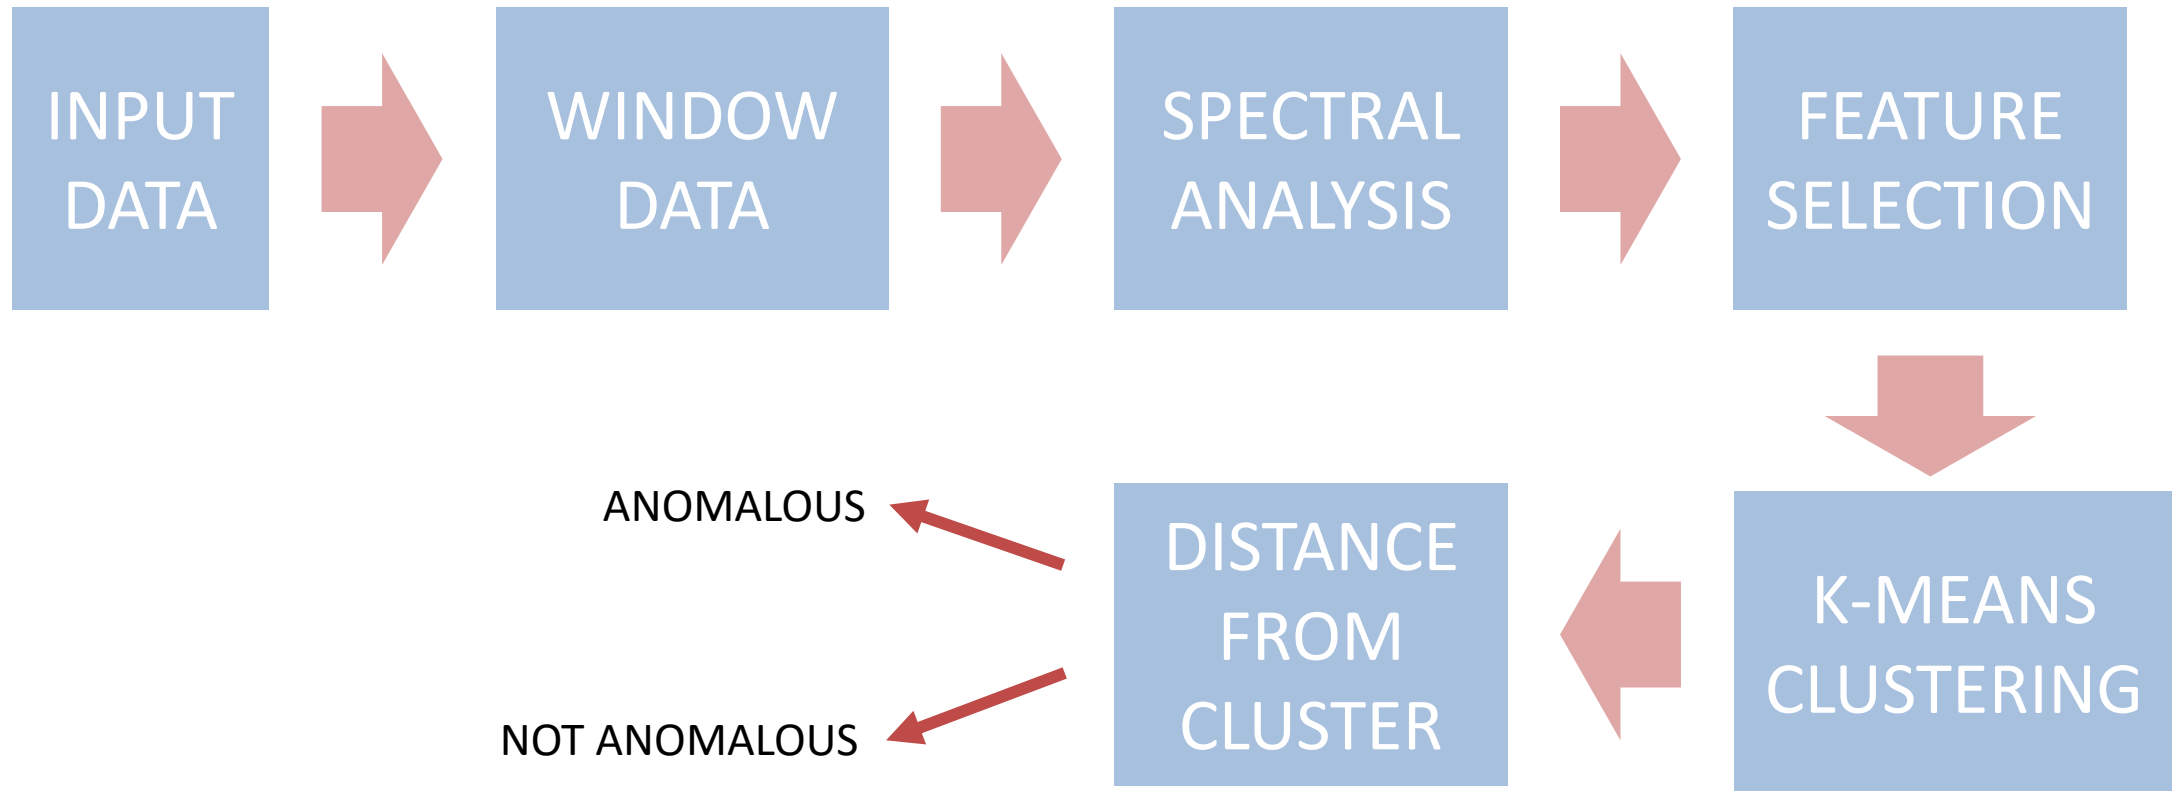 INPUT
DATA
WINDOW
DATA
SPECTRAL
ANALYSIS
FEATURE
SELECTION
K-MEANS
CLUSTERING
DISTANCE
FROM
CLUSTER
ANOMALOUS
NOT ANOMALOUS